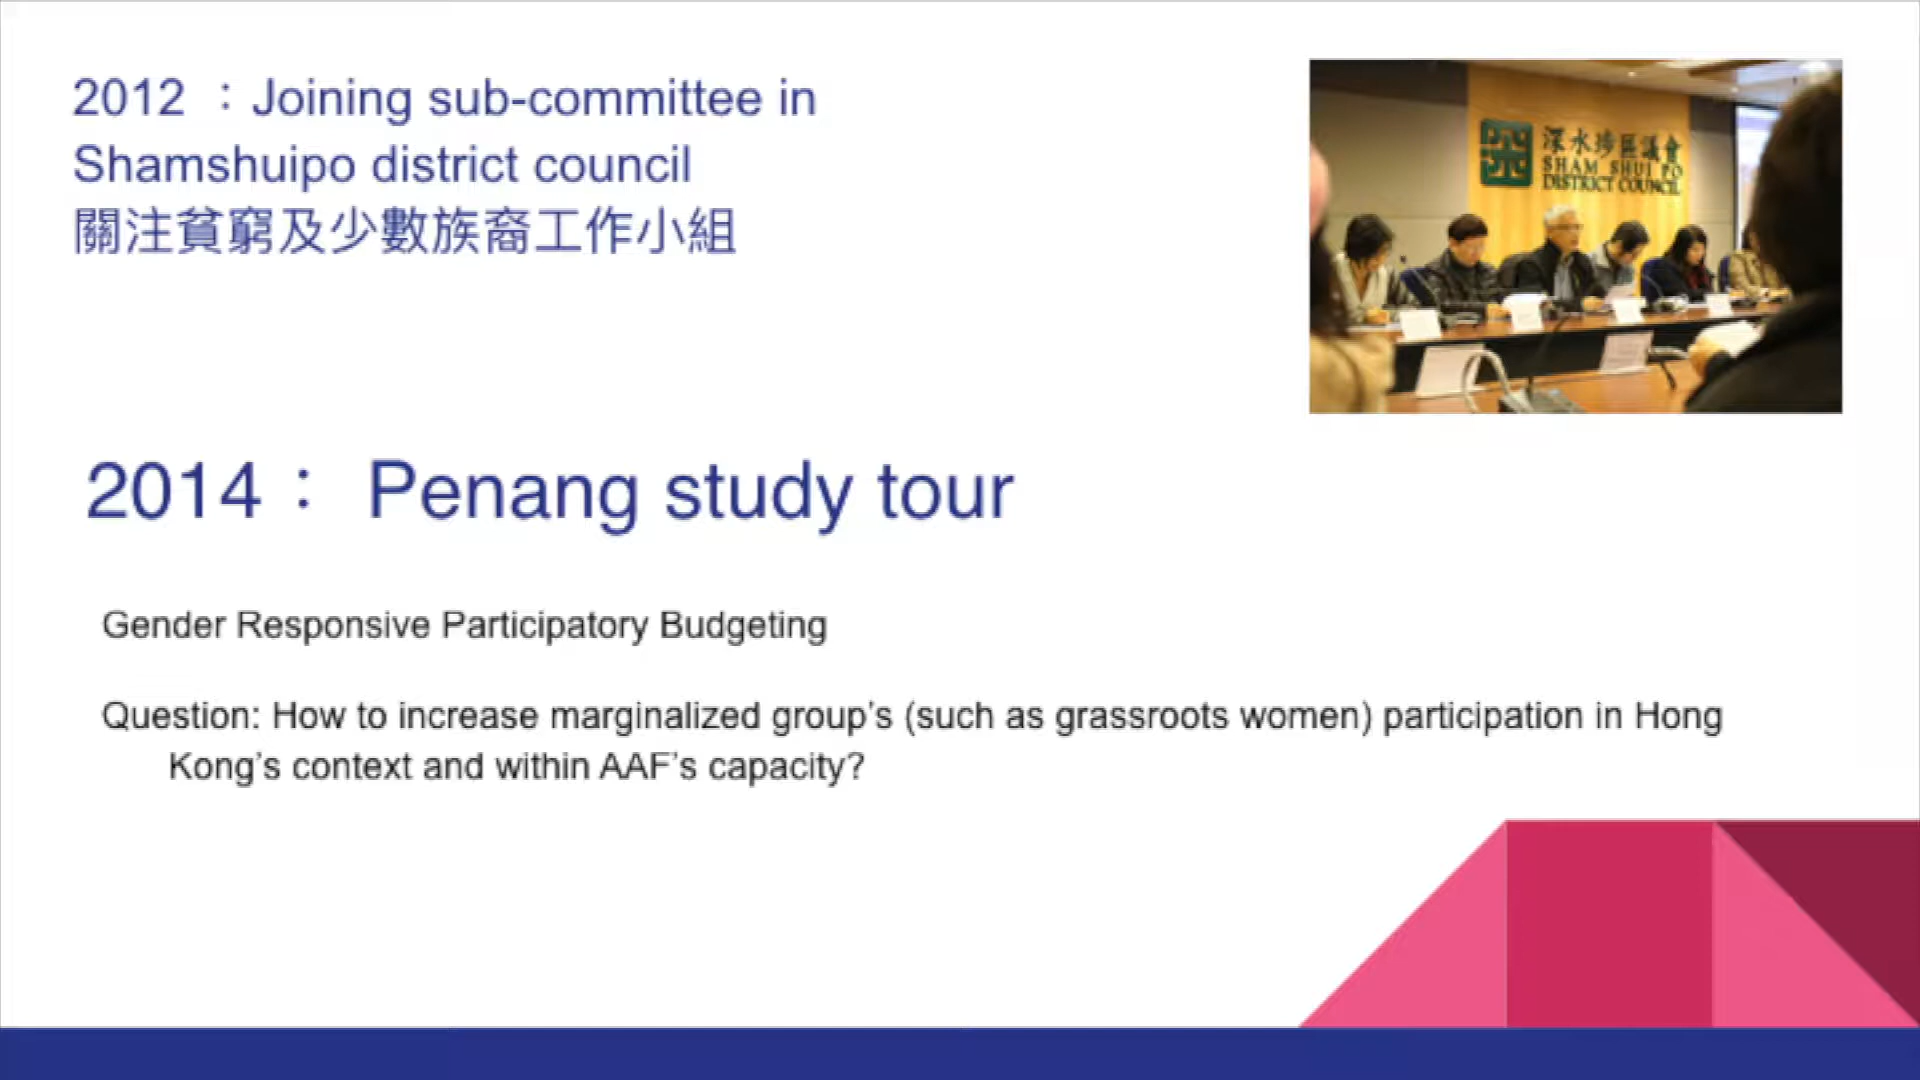 2012 ：Joining sub-committee in
Shamshuipo district council
關注貧窮及少數族裔工作小組
深水埗區議會
SHAM SHUI PO
DISTRICT COUNCIL
2014： Penang study tour
Gender Responsive Participatory Budgeting
Question: How to increase marginalized group’s (such as grassroots women) participation in Hong
Kong’s context and within AAF’s capacity?